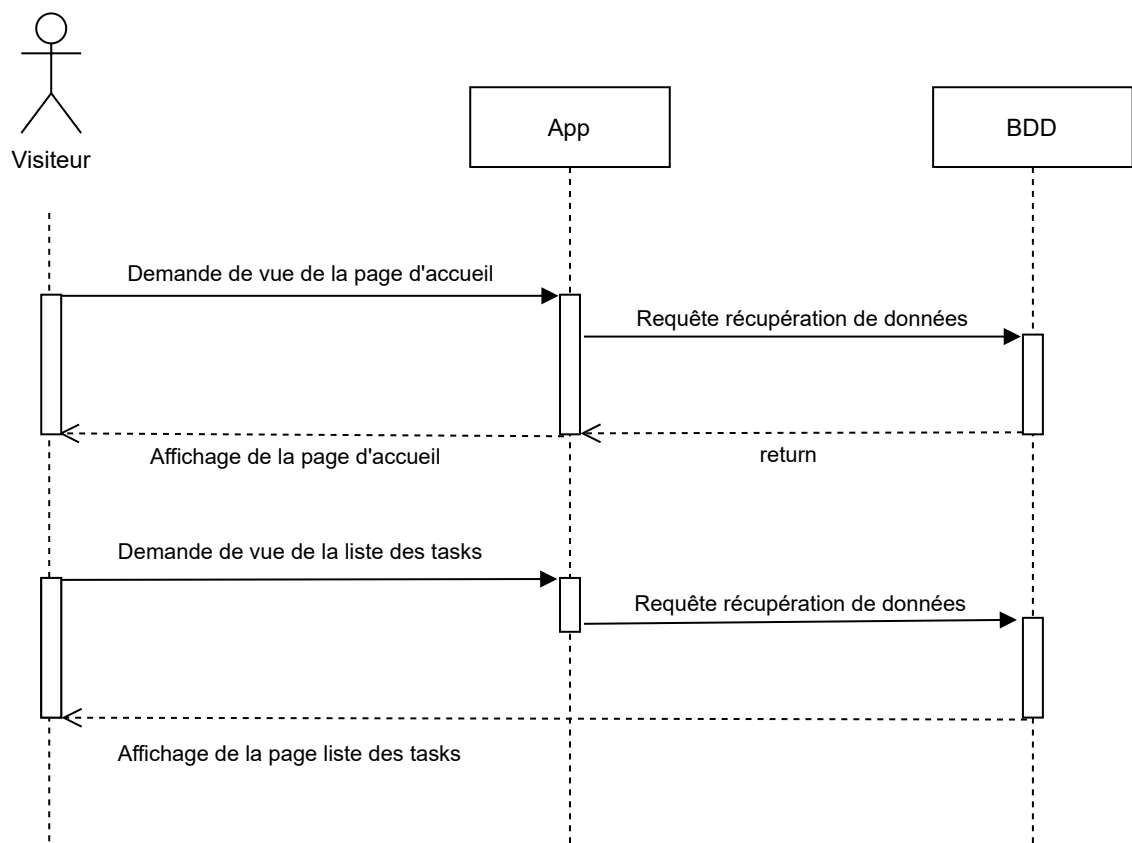 Visiteur
App
BDD
Demande de vue de la page d'accueil
Requête récupération de données
Affichage de la page d'accueil
return
Demande de vue de la liste des tasks
Requête récupération de données
Affichage de la page liste des tasks